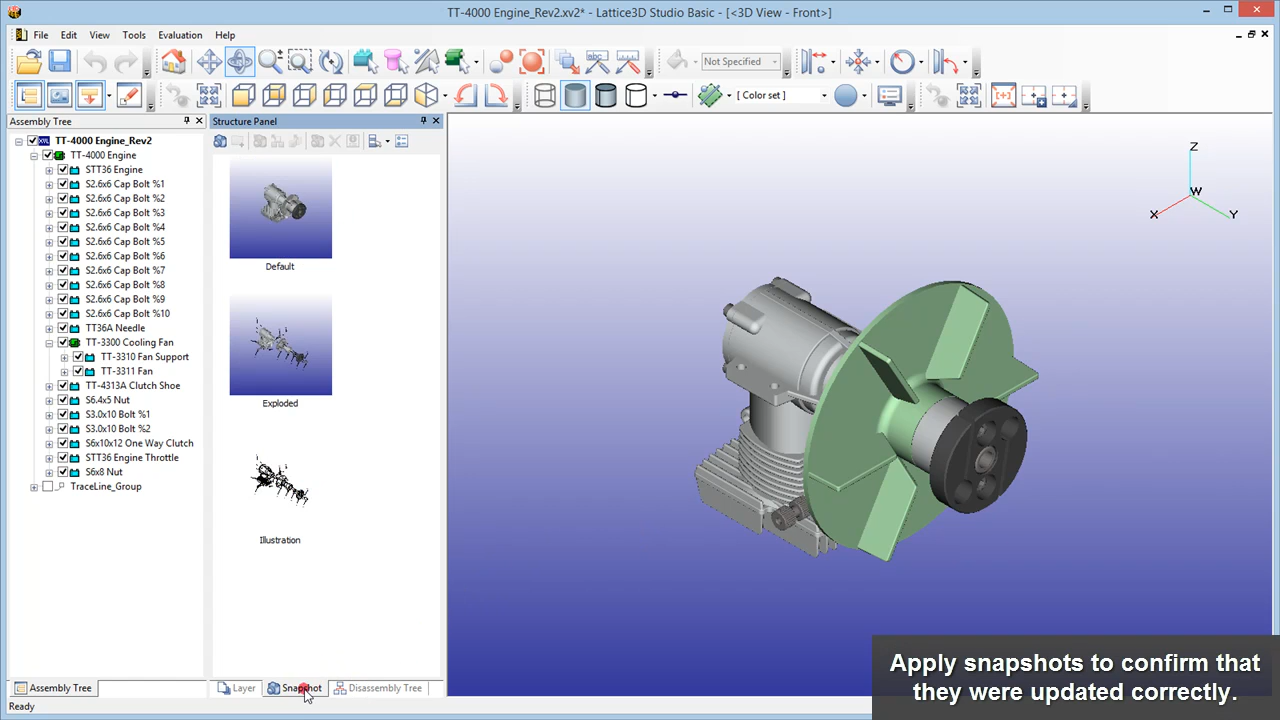 TT-4000 Engine_Rev2.xv2* - Lattice3D Studio Basic - [<3D View - Front>]
File Edit View Tools Evaluation Help
Not Specified
[ Color set ]
Assembly Tree
TT-4000 Engine_Rev2
TT-4000 Engine
STT36 Engine
S2.6x6 Cap Bolt %1
S2.6x6 Cap Bolt %2
S2.6x6 Cap Bolt %3
S2.6x6 Cap Bolt %4
S2.6x6 Cap Bolt %5
S2.6x6 Cap Bolt %6
S2.6x6 Cap Bolt %7
S2.6x6 Cap Bolt %8
S2.6x6 Cap Bolt %9
S2.6x6 Cap Bolt %10
TT36A Needle
TT-3300 Cooling Fan
TT-3310 Fan Support
TT-3311 Fan
TT-4313A Clutch Shoe
S6.4x5 Nut
S3.0x10 Bolt %1
S3.0x10 Bolt %2
S6x10x12 One Way Clutch
STT36 Engine Throttle
S6x8 Nut
TraceLine_Group
Assembly Tree
Structure Panel
Default
Exploded
Illustration
Layer Snapshot Disassembly Tree
Z
W
X Y
Apply snapshots to confirm that
they were updated correctly.
Ready